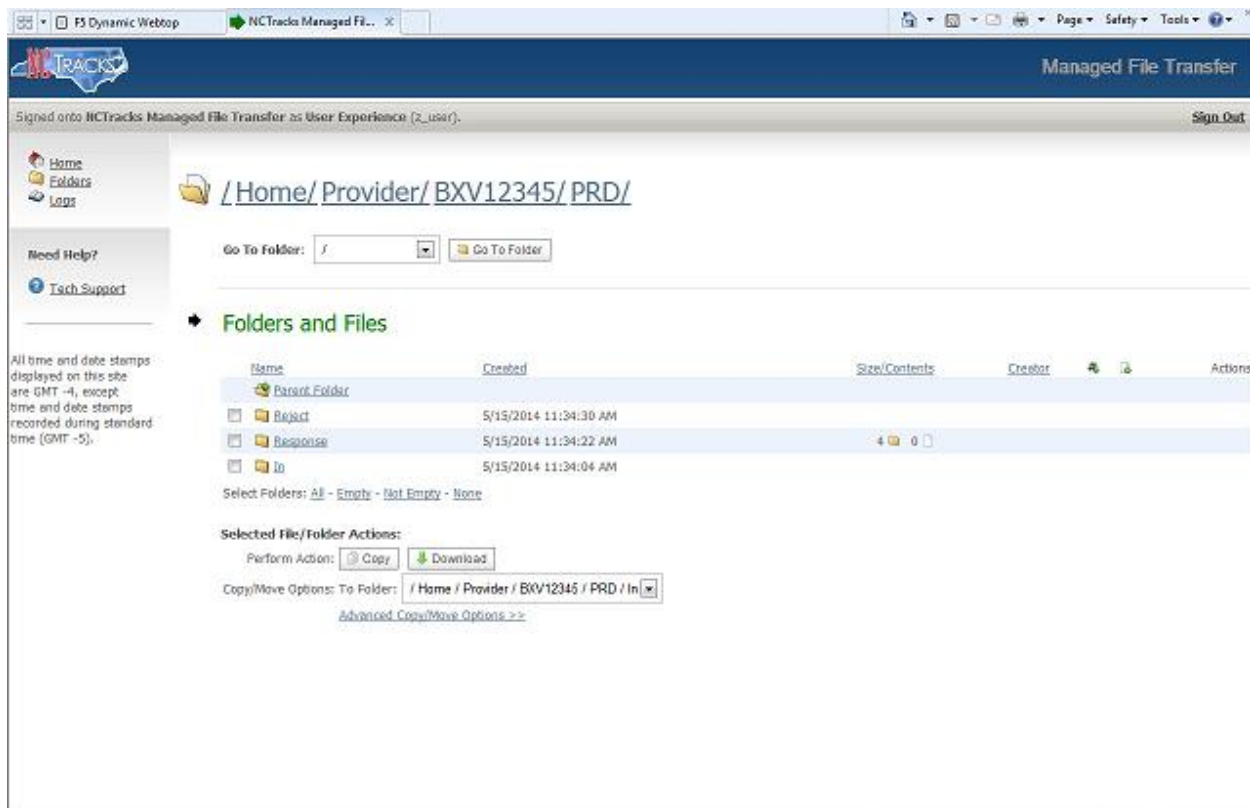 F5 Dynamic Webtop
NCTracks Managed Fil... X
Page Safety Tools
NC TRACKS
Managed File Transfer
Signed onto NCTracks Managed File Transfer as User Experience (z_user).
Sign Out
Home
Folders
Logs
Need Help?
Tech Support
All time and date stamps
displayed on this site
are GMT -4, except
time and date stamps
recorded during standard
time (GMT -5).
/ Home / Provider / BXV12345 / PRD /
Go To Folder: / Go To Folder
Folders and Files
Name Created Size/Contents Creator Actions
Parent Folder
Reject 5/15/2014 11:34:30 AM
Response 5/15/2014 11:34:22 AM 4 0
In 5/15/2014 11:34:04 AM
Select Folders: All - Empty - Not Empty - None
Selected File/Folder Actions:
Perform Action: Copy Download
Copy/Move Options: To Folder: / Home / Provider / BXV12345 / PRD / In
Advanced Copy/Move Options >>